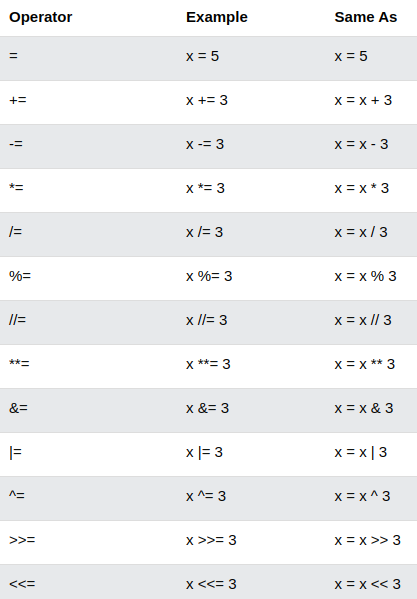 Operator Example Same As
= x = 5 x = 5
+= x += 3 x = x + 3
-= x -= 3 x = x - 3
*= x *= 3 x = x * 3
/= x /= 3 x = x / 3
%= x %= 3 x = x % 3
//= x //= 3 x = x // 3
**= x **= 3 x = x ** 3
&= x &= 3 x = x & 3
|= x |= 3 x = x | 3
^= x ^= 3 x = x ^ 3
>>= x >>= 3 x = x >> 3
<<= x <<= 3 x = x << 3